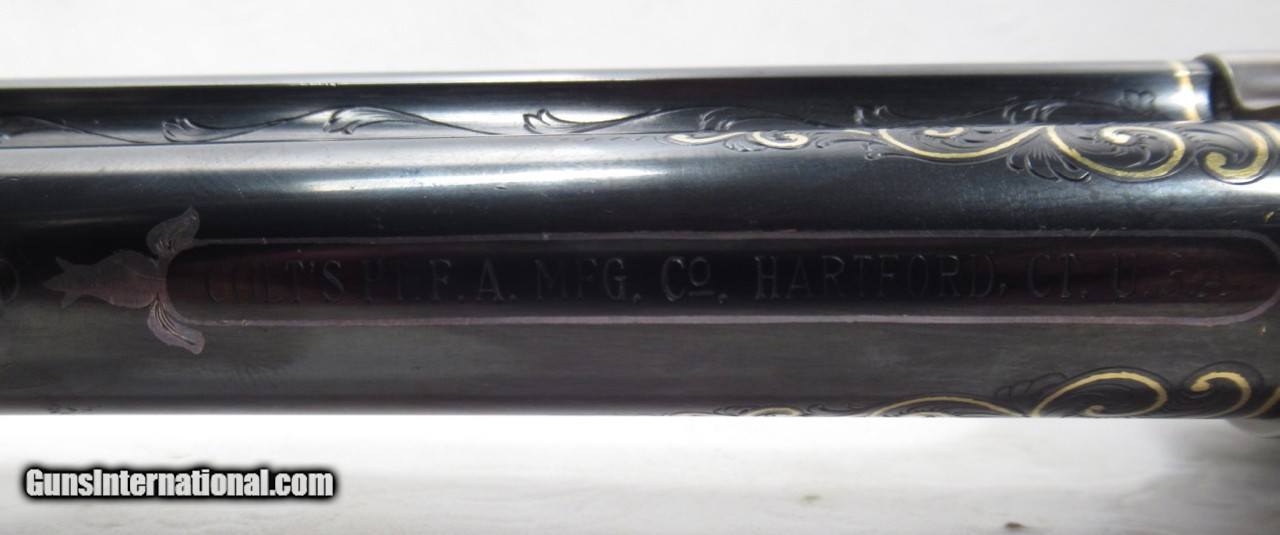 COLT'S PT. F. A. MFG. Co. HARTFORD, CT. U.S.A.
GunsInternational.com